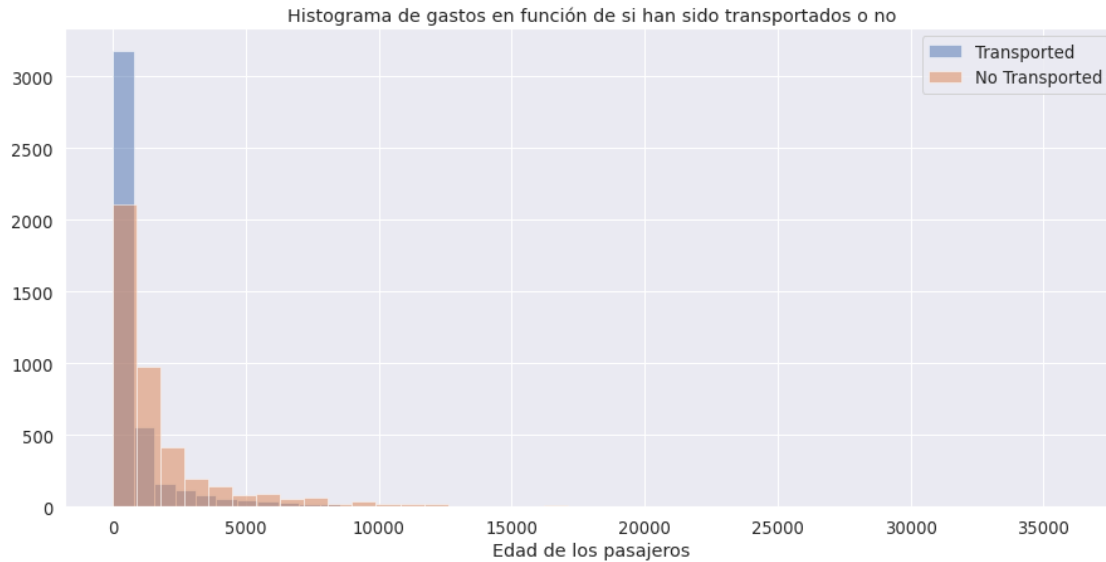 Histograma de gastos en función de si han sido transportados o no
Transported
No Transported
3000
2500
2000
1500
1000
500
0
0 5000 10000 15000 20000 25000 30000 35000
Edad de los pasajeros